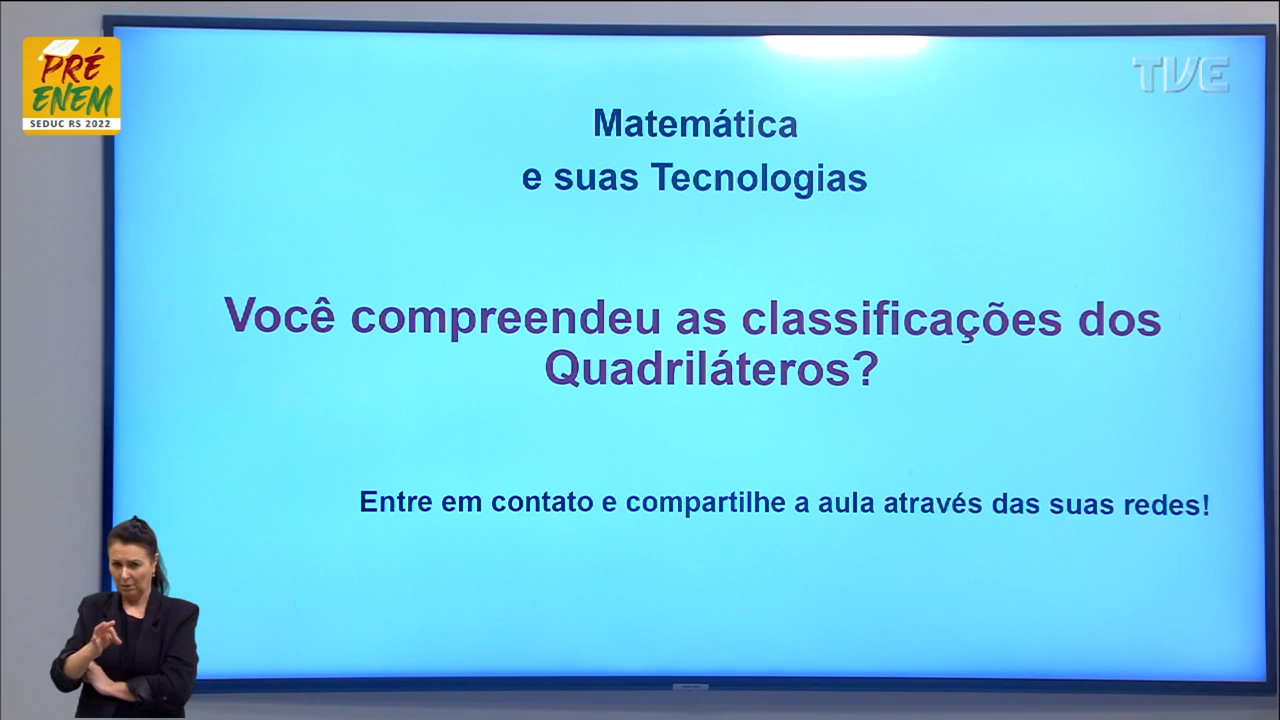 PRÉ
ENEM
SEDUC RS 2022
TVE
Matemática
e suas Tecnologias
Você compreendeu as classificações dos
Quadriláteros?
Entre em contato e compartilhe a aula através das suas redes!